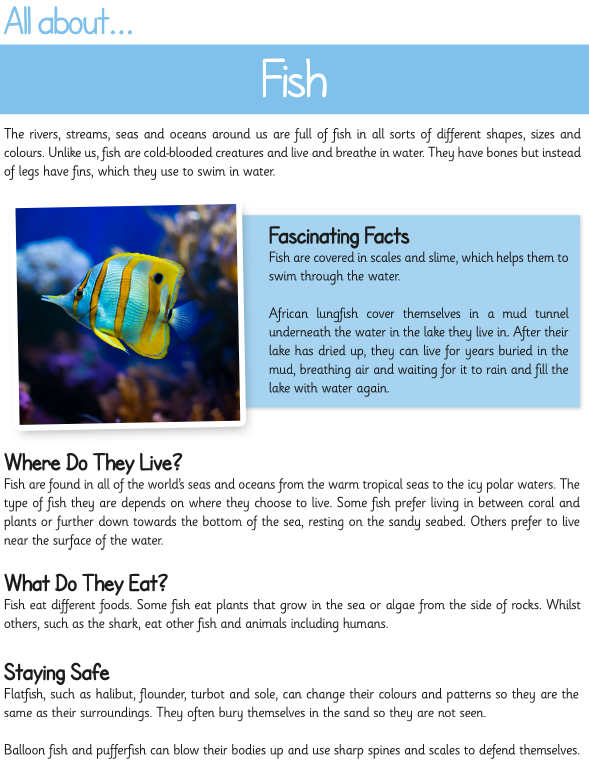 All about...
Fish
The rivers, streams, seas and oceans around us are full of fish in all sorts of different shapes, sizes and
colours. Unlike us, fish are cold-blooded creatures and live and breathe in water. They have bones but instead
of legs have fins, which they use to swim in water.
Fascinating Facts
Fish are covered in scales and slime, which helps them to
swim through the water.
African lungfish cover themselves in a mud tunnel
underneath the water in the lake they live in. After their
lake has dried up, they can live for years buried in the
mud, breathing air and waiting for it to rain and fill the
lake with water again.
Where Do They Live?
Fish are found in all of the world's seas and oceans from the warm tropical seas to the icy polar waters. The
type of fish they are depends on where they choose to live. Some fish prefer living in between coral and
plants or further down towards the bottom of the sea, resting on the sandy seabed. Others prefer to live
near the surface of the water.
What Do They Eat?
Fish eat different foods. Some fish eat plants that grow in the sea or algae from the side of rocks. Whilst
others, such as the shark, eat other fish and animals including humans.
Staying Safe
Flatfish, such as halibut, flounder, turbot and sole, can change their colours and patterns so they are the
same as their surroundings. They often bury themselves in the sand so they are not seen.
Balloon fish and pufferfish can blow their bodies up and use sharp spines and scales to defend themselves.